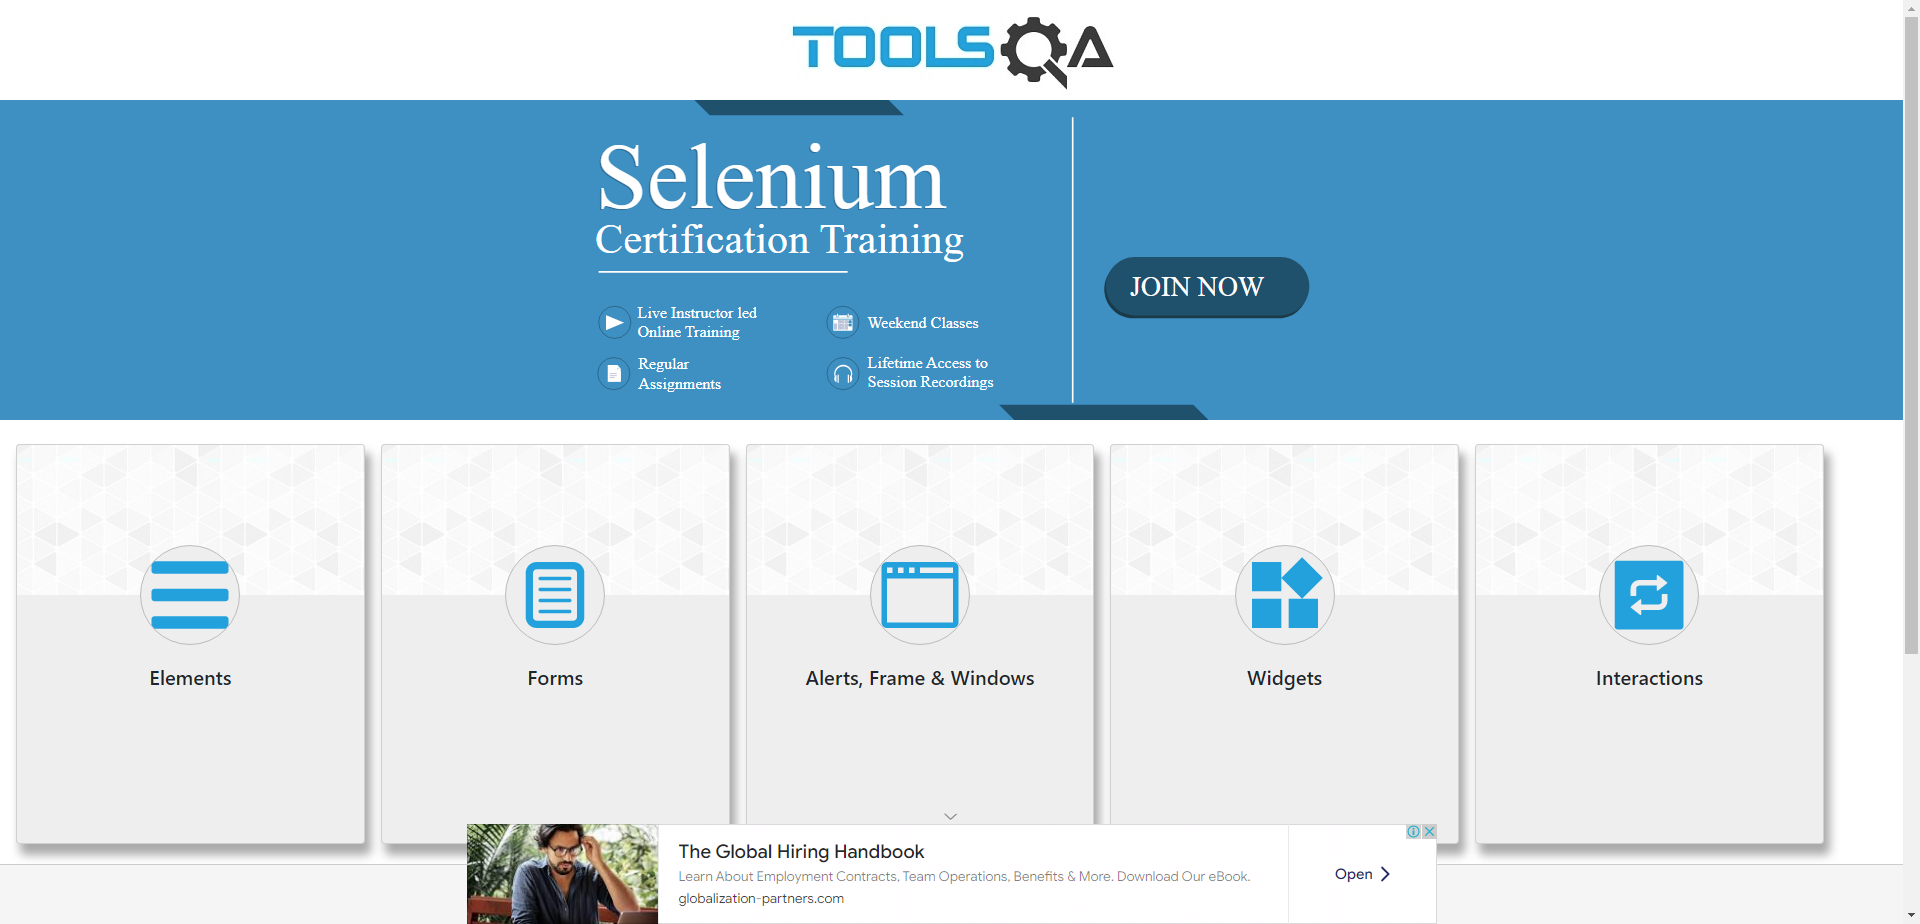 TOOLSQA
Selenium
Certification Training
JOIN NOW
Live Instructor led
Online Training
Weekend Classes
Regular
Assignments
Lifetime Access to
Session Recordings
Elements
Forms
Alerts, Frame & Windows
Widgets
Interactions
The Global Hiring Handbook
Learn About Employment Contracts, Team Operations, Benefits & More. Download Our eBook.
globalization-partners.com
Open